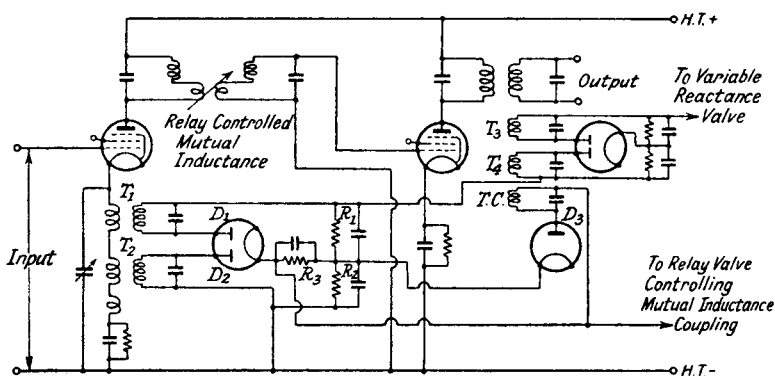 H.T.+
Output
To Variable
Reactance
Valve
Relay Controlled
Mutual
Inductance
T3
T4
T.C.
T1
D1
R1
D3
T2
Input
D2
R3
R2
To Relay Valve
Controlling
Mutual Inductance
Coupling
H.T-